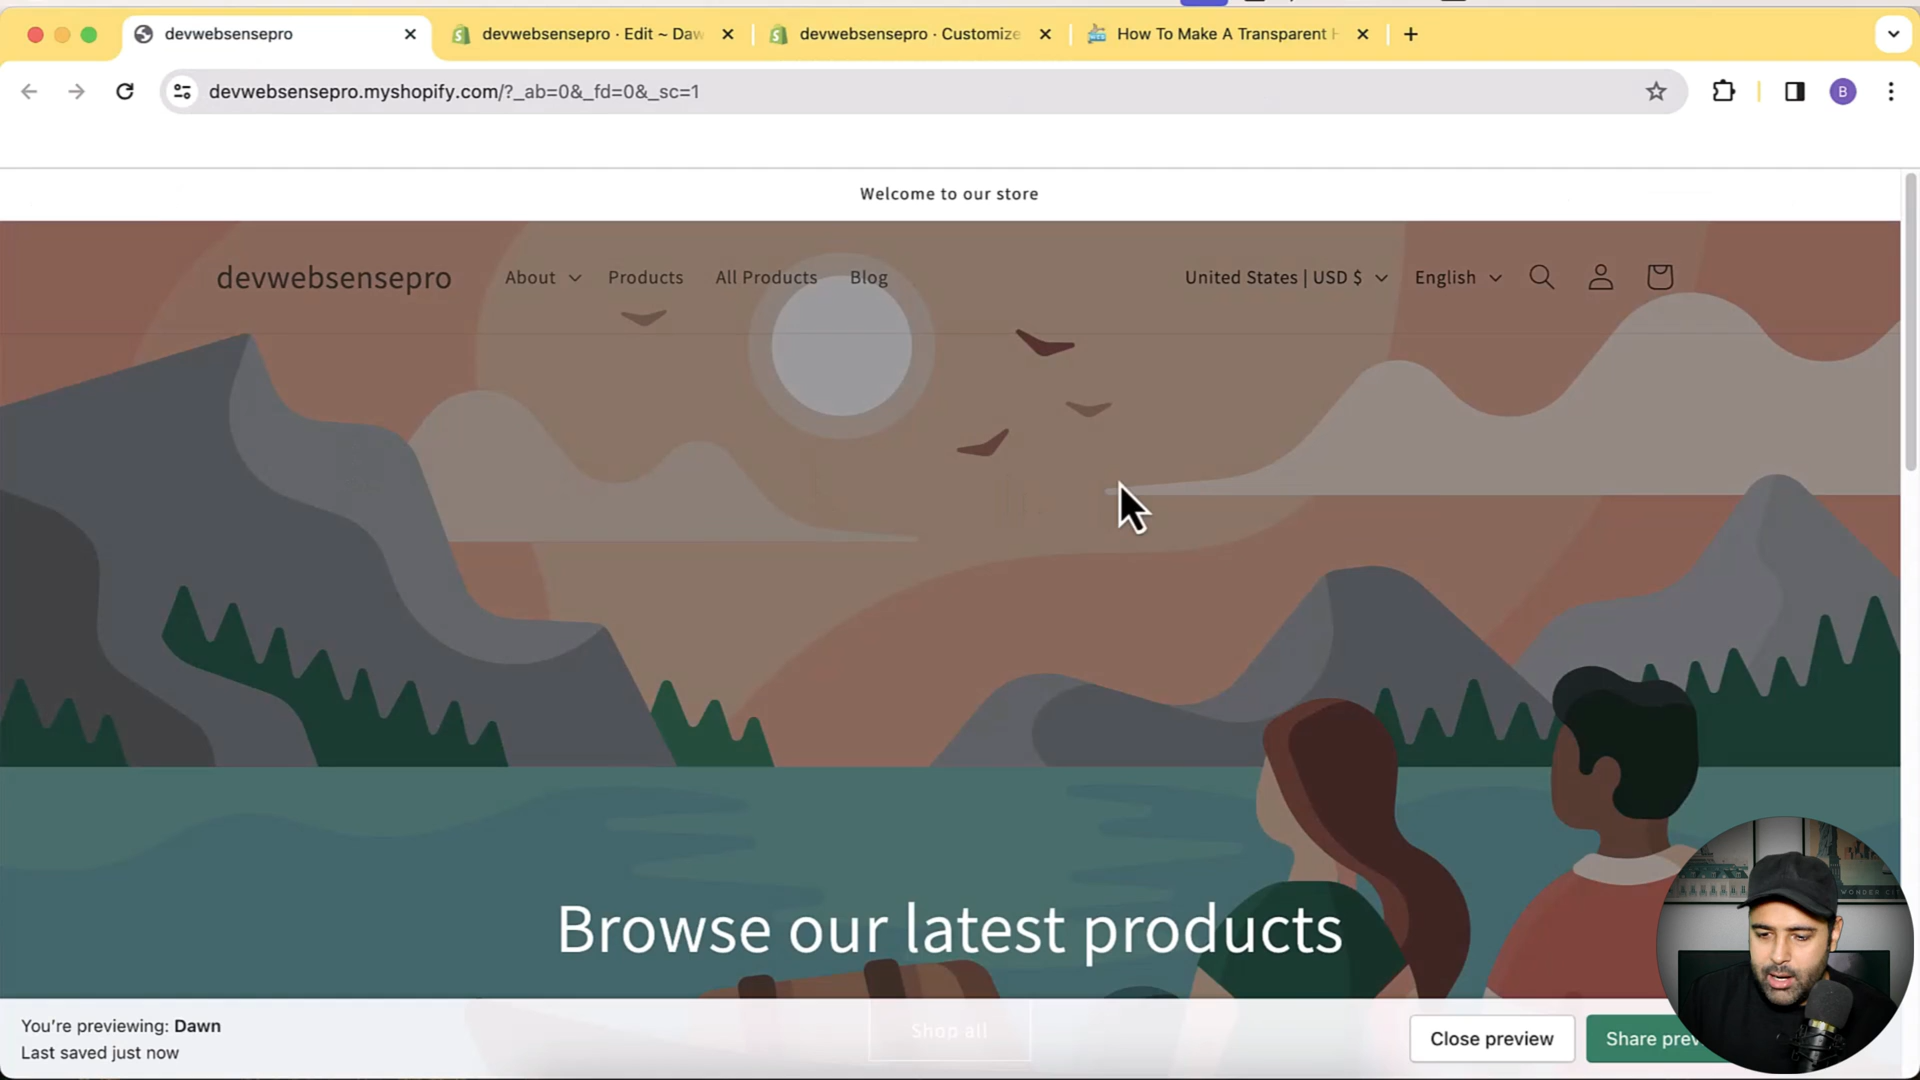 devwebsensepro
devwebsensepro · Edit ~ Daw
devwebsensepro · Customize
How To Make A Transparent H
devwebsensepro.myshopify.com/?_ab=0&_fd=0&_sc=1
B
Welcome to our store
devwebsensepro
About
Products
All Products
Blog
United States | USD $
English
Browse our latest products
Shop all
You're previewing: Dawn
Last saved just now
Close preview
Share prev
WONDER CIT